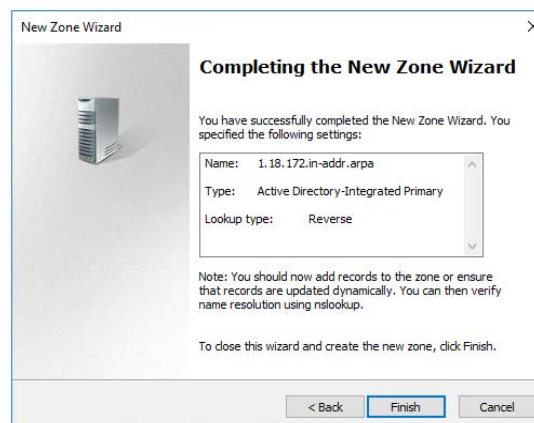 New Zone Wizard
Completing the New Zone Wizard
You have successfully completed the New Zone Wizard. You
specified the following settings:
Name: 1.18.172.in-addr.arpa
Type: Active Directory-Integrated Primary
Lookup type: Reverse
Note: You should now add records to the zone or ensure
that records are updated dynamically. You can then verify
name resolution using nslookup.
To close this wizard and create the new zone, click Finish.
< Back Finish Cancel